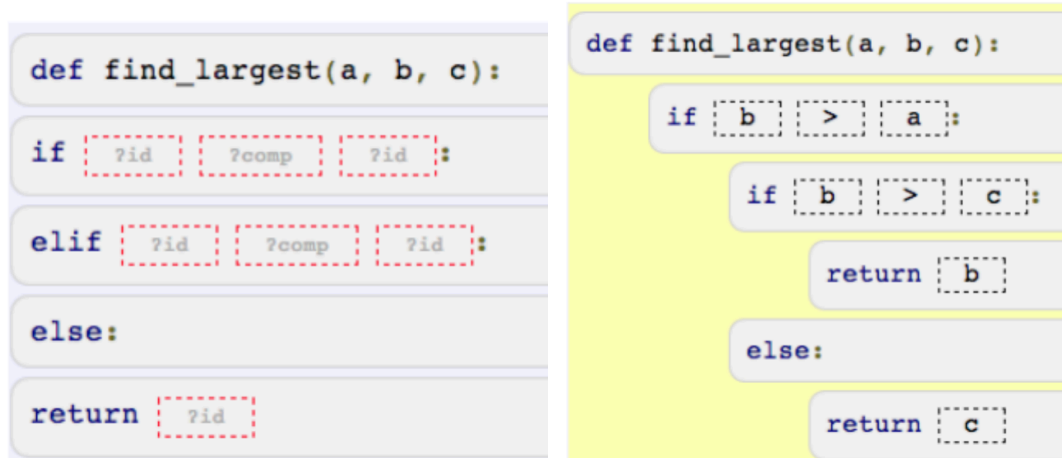 def find_largest(a, b, c):
if ?id ?comp ?id :
elif ?id ?comp ?id :
else:
return ?id
def find_largest(a, b, c):
if b > a :
if b > c :
return b
else:
return c